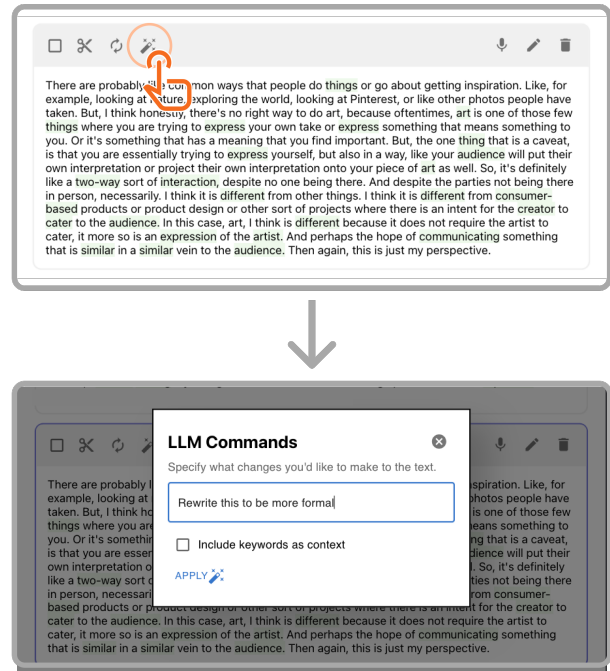 There are probably like common ways that people do things or go about getting inspiration. Like, for
example, looking at nature, exploring the world, looking at Pinterest, or like other photos people have
taken. But, I think honestly, there's no right way to do art, because oftentimes, art is one of those few
things where you are trying to express your own take or express something that means something to
you. Or it's something that has a meaning that you find important. But, the one thing that is a caveat,
is that you are essentially trying to express yourself, but also in a way, like your audience will put their
own interpretation or project their own interpretation onto your piece of art as well. So, it's definitely
like a two-way sort of interaction, despite no one being there. And despite the parties not being there
in person, necessarily. I think it is different from other things. I think it is different from consumer-
based products or product design or other sort of projects where there is an intent for the creator to
cater to the audience. In this case, art, I think is different because it does not require the artist to
cater, it more so is an expression of the artist. And perhaps the hope of communicating something
that is similar in a similar vein to the audience. Then again, this is just my perspective.
LLM Commands
Specify what changes you'd like to make to the text.
Rewrite this to be more formal
Include keywords as context
APPLY
There are probably l
nspiration. Like, for
example, looking at
photos people have
taken. But, I think ho
is one of those few
things where you are
means something to
you. Or it's somethin
ng that is a caveat,
is that you are essen
dience will put their
own interpretation o
l. So, it's definitely
like a two-way sort o
ties not being there
in person, necessari
rom consumer-
based products or product design or other sort of projects where there is an intent for the creator to
cater to the audience. In this case, art, I think is different because it does not require the artist to
cater, it more so is an expression of the artist. And perhaps the hope of communicating something
that is similar in a similar vein to the audience. Then again, this is just my perspective.